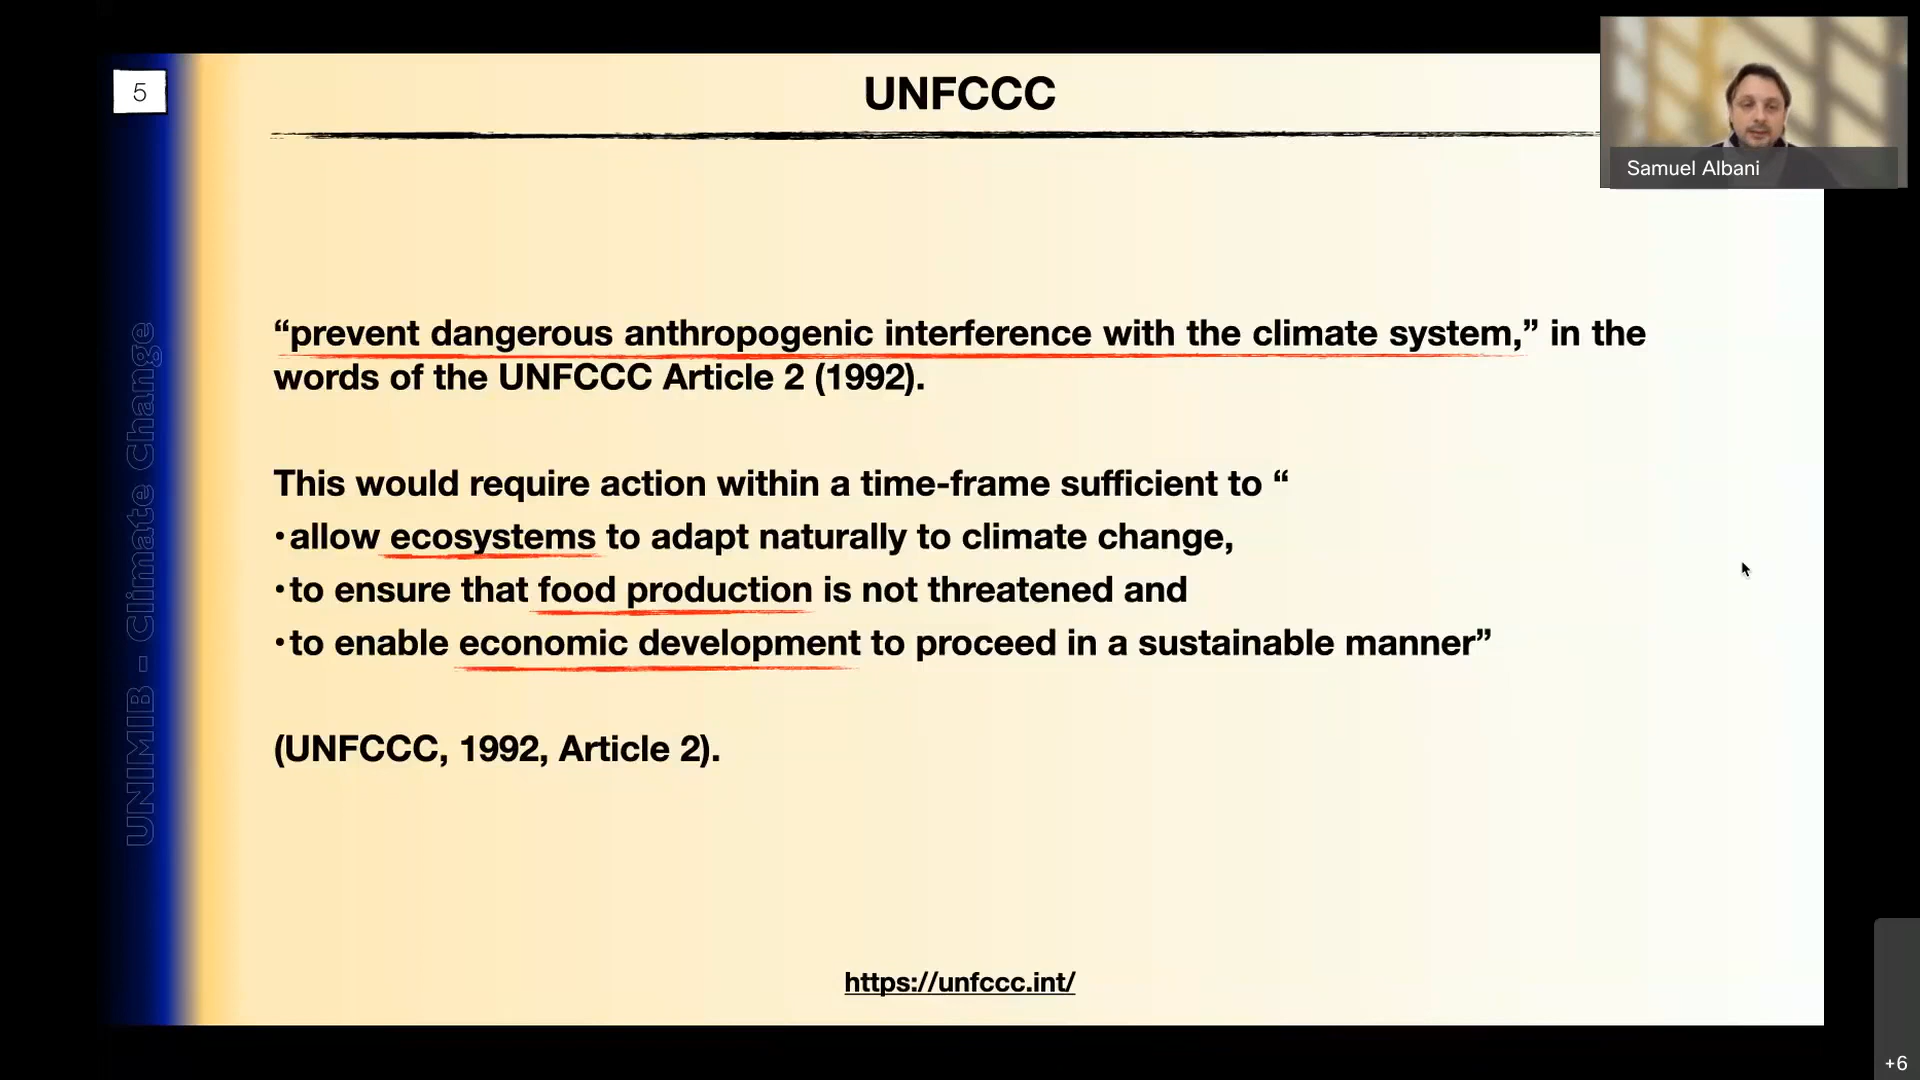 5
UNFCCC
Samuel Albani
“prevent dangerous anthropogenic interference with the climate system,” in the
words of the UNFCCC Article 2 (1992).
This would require action within a time-frame sufficient to “
•allow ecosystems to adapt naturally to climate change,
•to ensure that food production is not threatened and
•to enable economic development to proceed in a sustainable manner”
(UNFCCC, 1992, Article 2).
https://unfccc.int/
UNIMIB - Climate Change
+6